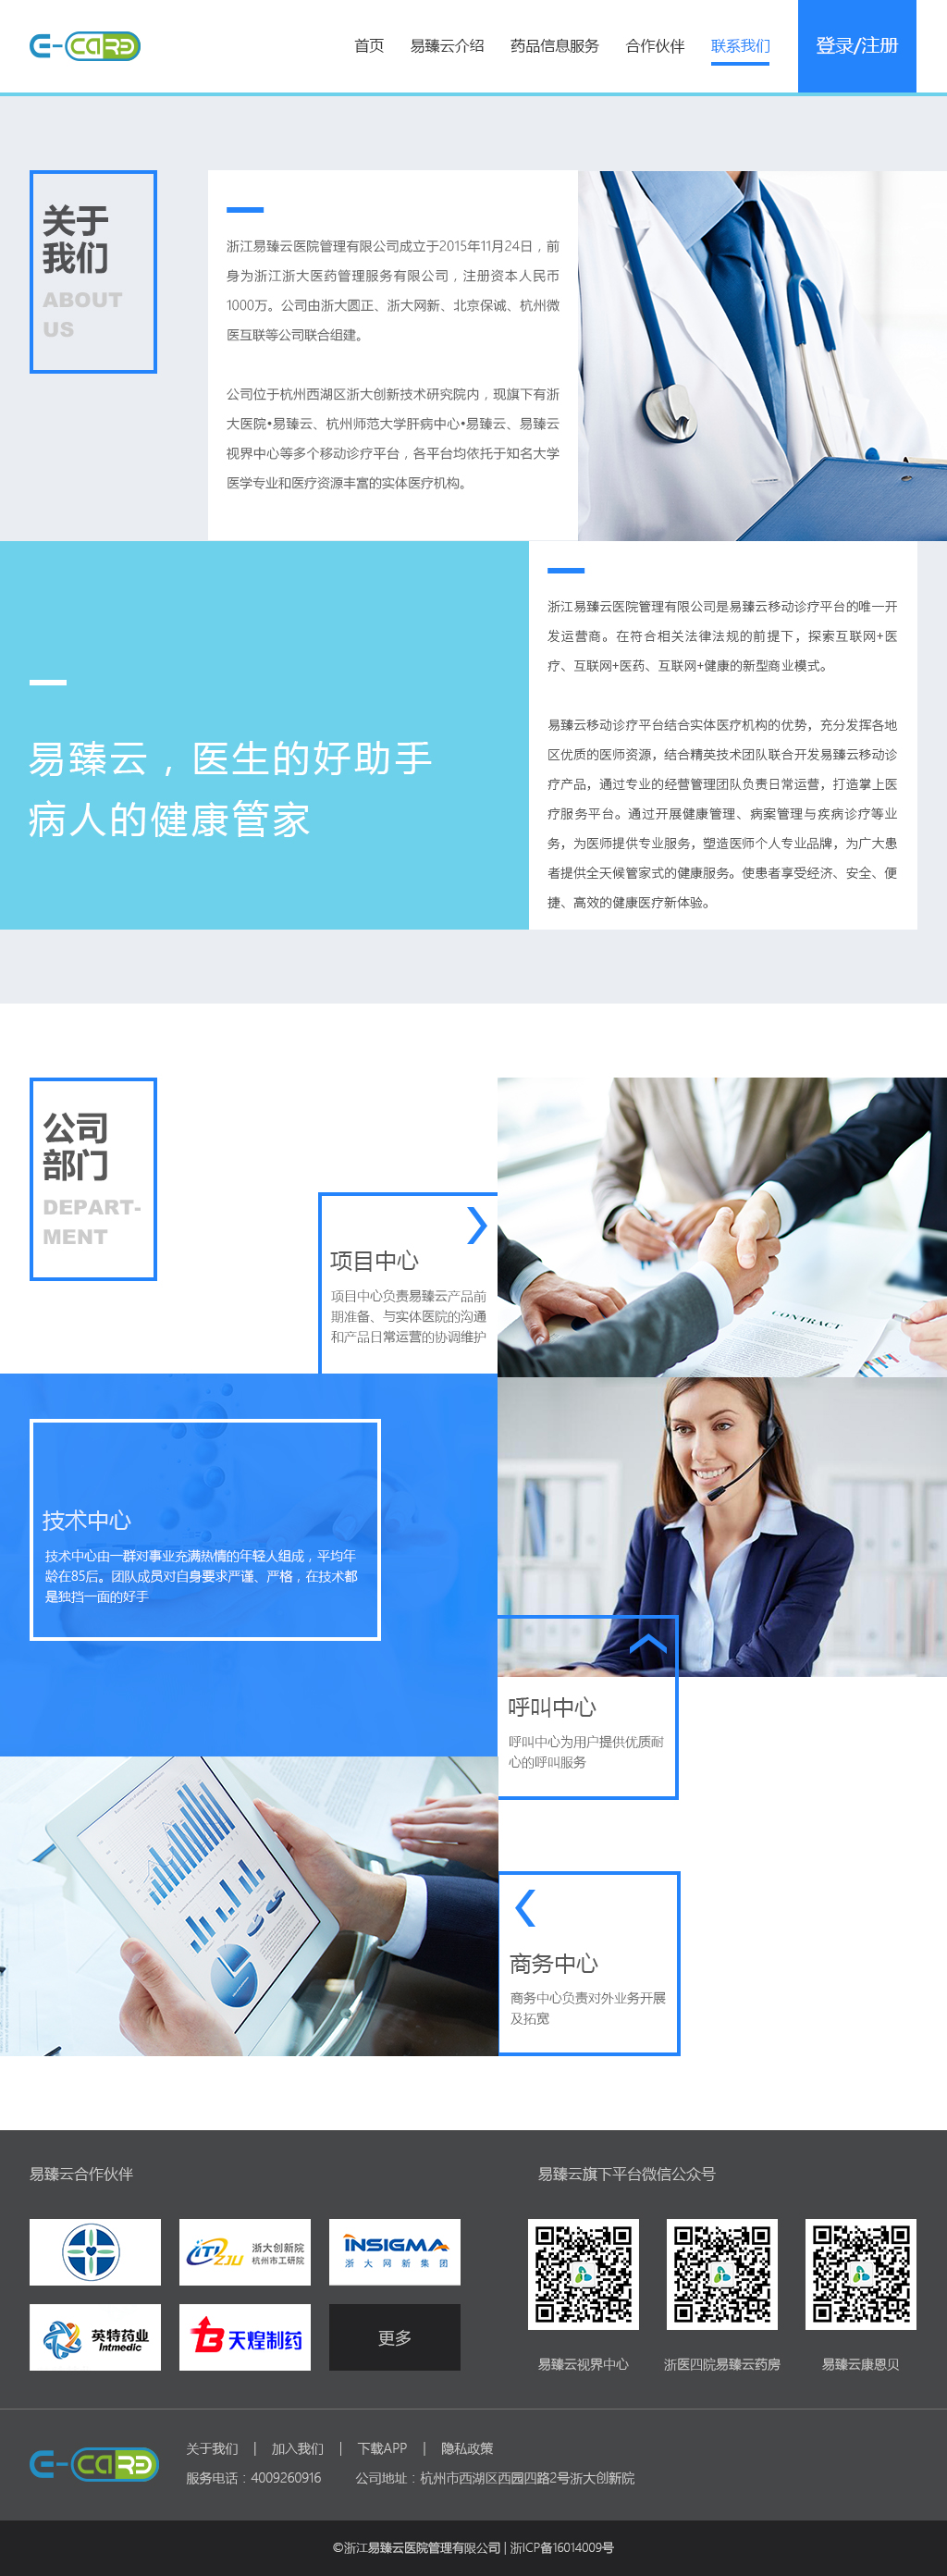 e-card
首页 易臻云介绍 药品信息服务 合作伙伴 联系我们 登录/注册
关于
我们
ABOUT
US
浙江易臻云医院管理有限公司成立于2015年11月24日，前
身为浙江浙大医药管理服务有限公司，注册资本人民币
1000万。公司由浙大圆正、浙大网新、北京保诚、杭州微
医互联等公司联合组建。
公司位于杭州西湖区浙大创新技术研究院内，现旗下有浙
大医院•易臻云、杭州师范大学肝病中心•易臻云、易臻云
视界中心等多个移动诊疗平台，各平台均依托于知名大学
医学专业和医疗资源丰富的实体医疗机构。
浙江易臻云医院管理有限公司是易臻云移动诊疗平台的唯一开
发运营商。在符合相关法律法规的前提下，探索互联网+医
疗、互联网+医药、互联网+健康的新型商业模式。
易臻云移动诊疗平台结合实体医疗机构的优势，充分发挥各地
区优质的医师资源，结合精英技术团队联合开发易臻云移动诊
疗产品，通过专业的经营管理团队负责日常运营，打造掌上医
疗服务平台。通过开展健康管理、病案管理与疾病诊疗等业
务，为医师提供专业服务，塑造医师个人专业品牌，为广大患
者提供全天候管家式的健康服务。使患者享受经济、安全、便
捷、高效的健康医疗新体验。
易臻云，医生的好助手
病人的健康管家
公司
部门
DEPART-
MENT
项目中心
项目中心负责易臻云产品前
期准备、与实体医院的沟通
和产品日常运营的协调维护
CONTRACT
技术中心
技术中心由一群对事业充满热情的年轻人组成，平均年
龄在85后。团队成员对自身要求严谨、严格，在技术都
是独挡一面的好手
呼叫中心
呼叫中心为用户提供优质耐
心的呼叫服务
商务中心
商务中心负责对外业务开展
及拓宽
易臻云合作伙伴
易臻云旗下平台微信公众号
ITI ZJU 浙大创新院
杭州市工研院
INSIGMA
浙大网新集团
英特药业
Intmedic
天煌制药
更多
易臻云视界中心 浙医四院易臻云药房 易臻云康恩贝
e-card
关于我们 | 加入我们 | 下载APP | 隐私政策
服务电话：4009260916 公司地址：杭州市西湖区西园四路2号浙大创新院
©浙江易臻云医院管理有限公司 | 浙ICP备16014009号